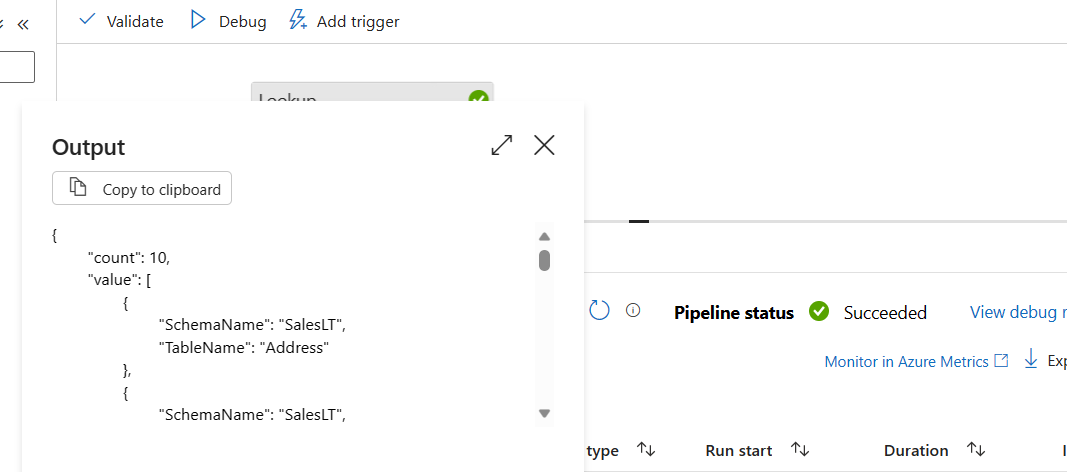 Validate
Debug
Add trigger
Lookup
Output
Copy to clipboard
{
"count": 10,
"value": [
{
"SchemaName": "SalesLT",
"TableName": "Address"
},
{
"SchemaName": "SalesLT",
Pipeline status
Succeeded
View debug r
Monitor in Azure Metrics
Exp
type
Run start
Duration